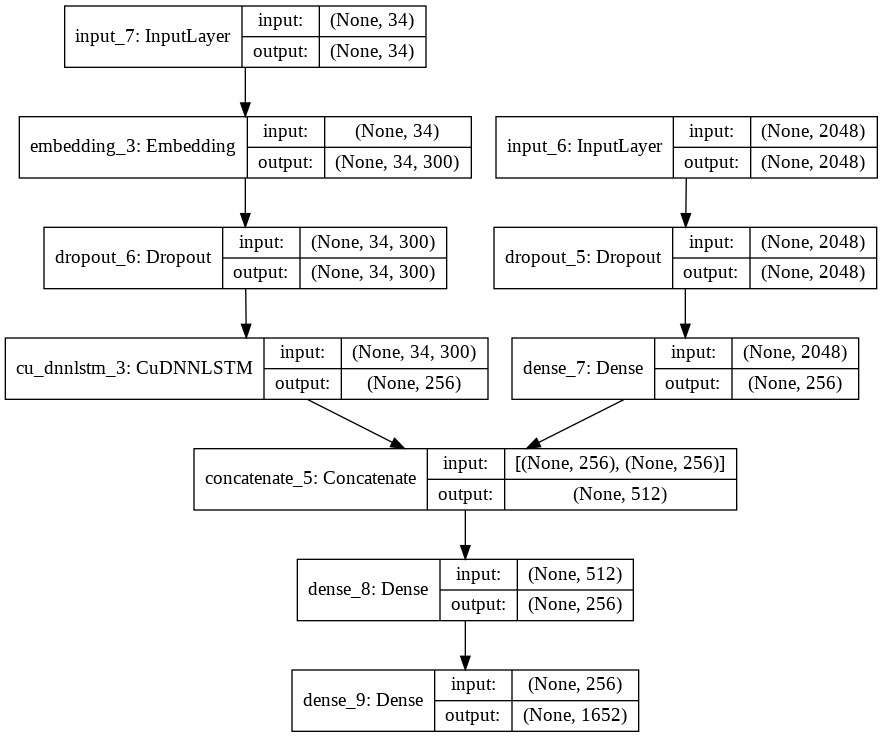 input_7: InputLayer
input: (None, 34)
output: (None, 34)
embedding_3: Embedding
input: (None, 34)
output: (None, 34, 300)
input_6: InputLayer
input: (None, 2048)
output: (None, 2048)
dropout_6: Dropout
input: (None, 34, 300)
output: (None, 34, 300)
dropout_5: Dropout
input: (None, 2048)
output: (None, 2048)
cu_dnnlstm_3: CuDNNLSTM
input: (None, 34, 300)
output: (None, 256)
dense_7: Dense
input: (None, 2048)
output: (None, 256)
concatenate_5: Concatenate
input: [(None, 256), (None, 256)]
output: (None, 512)
dense_8: Dense
input: (None, 512)
output: (None, 256)
dense_9: Dense
input: (None, 256)
output: (None, 1652)